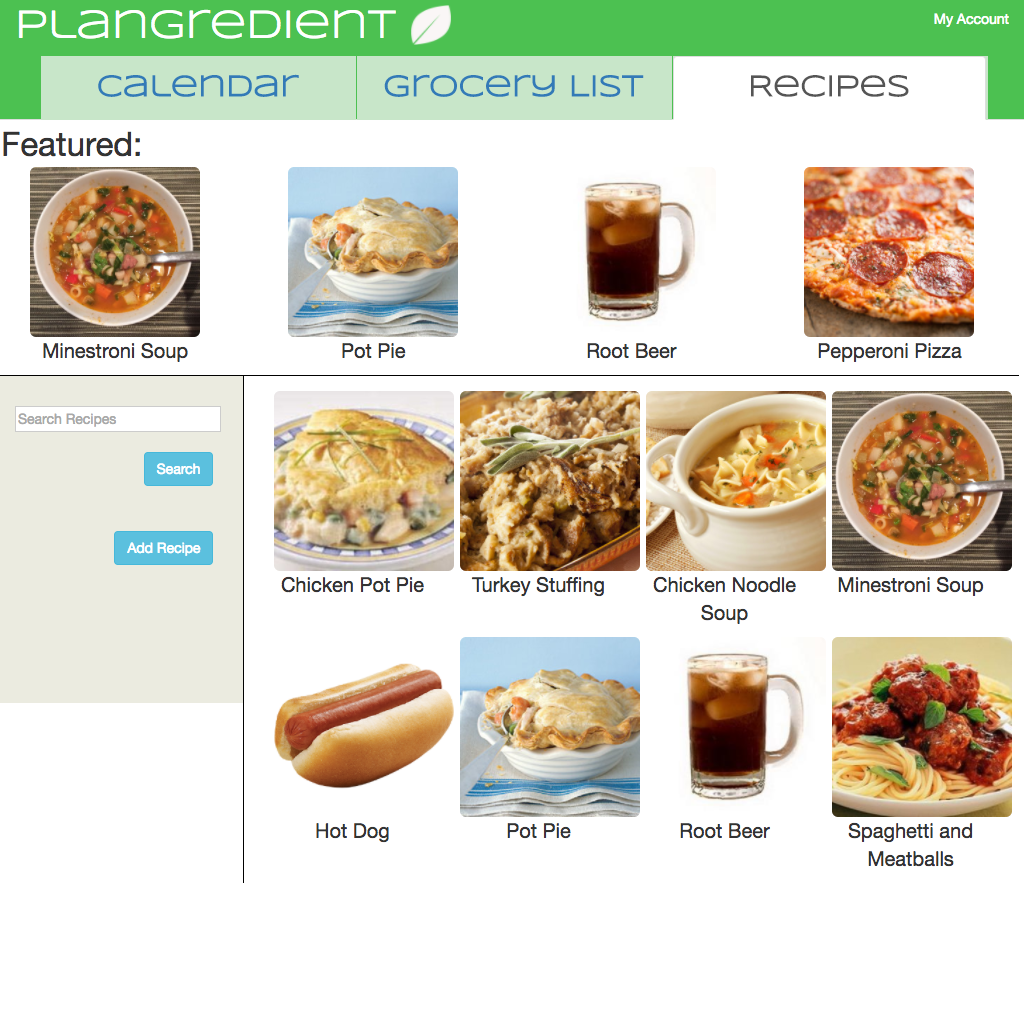 PLANGREDIENT
My Account
CALENDAR
GROCERY LIST
RECIPES
Featured:
Minestroni Soup
Pot Pie
Root Beer
Pepperoni Pizza
Search Recipes
Search
Add Recipe
Chicken Pot Pie
Turkey Stuffing
Chicken Noodle
Soup
Minestroni Soup
Hot Dog
Pot Pie
Root Beer
Spaghetti and
Meatballs